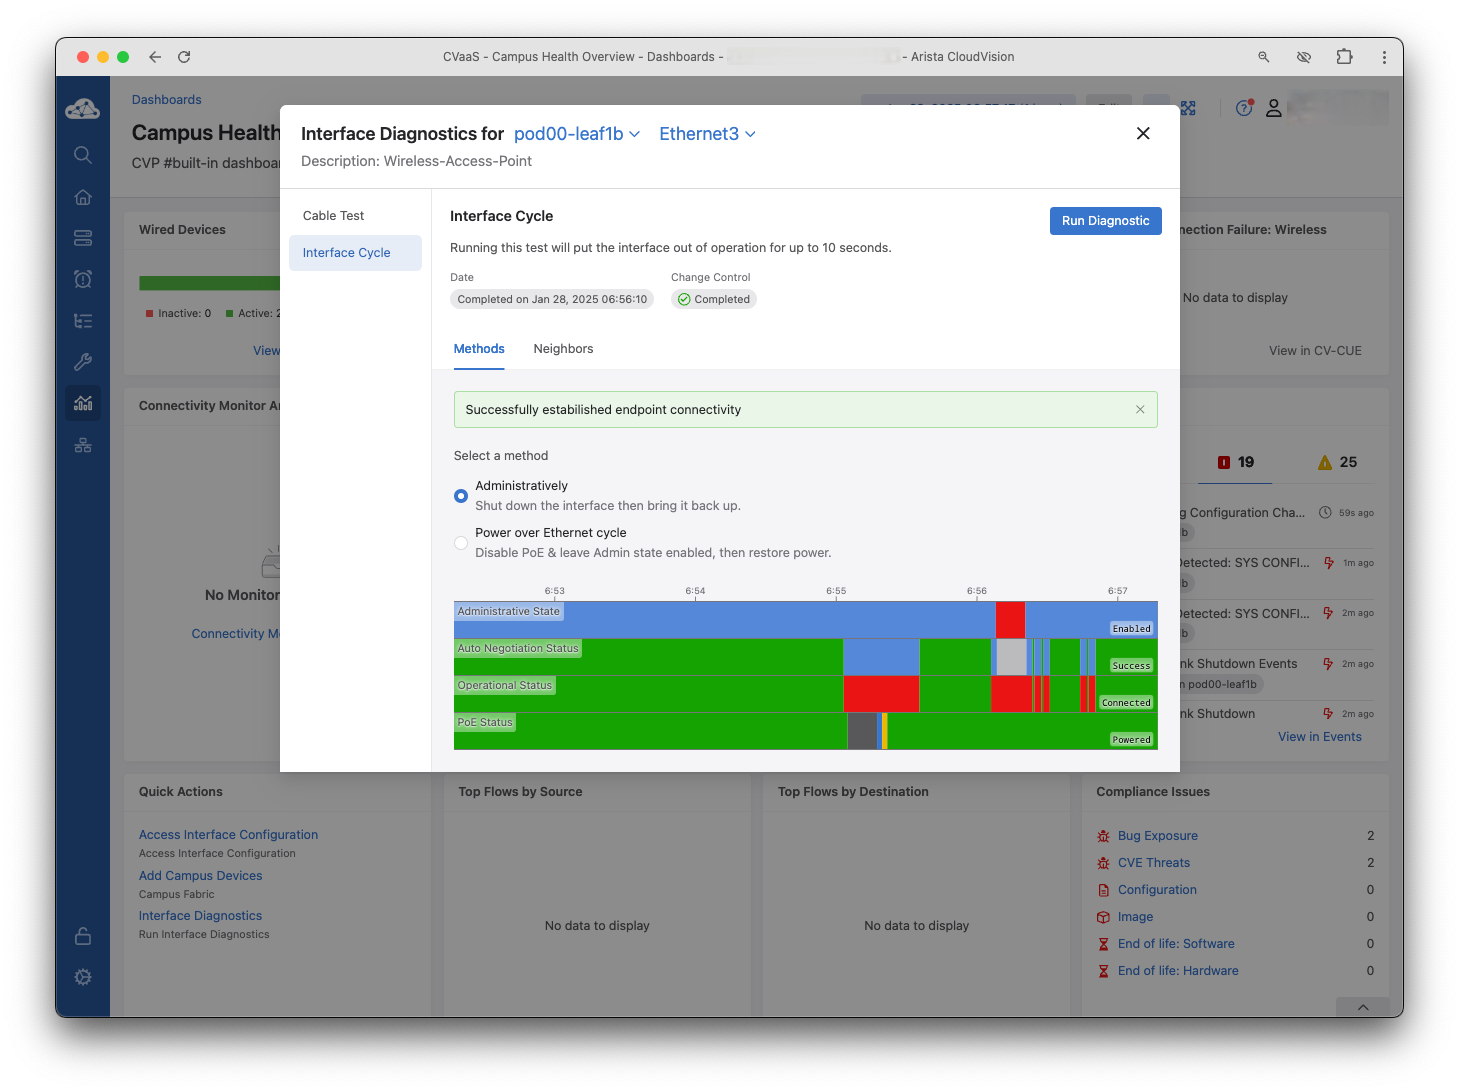 CVaaS - Campus Health Overview - Dashboards -
- Arista CloudVision
Dashboards
Campus Health
CVP #built-in dashboa
Interface Diagnostics for pod00-leaf1b Ethernet3
Description: Wireless-Access-Point
Cable Test
Interface Cycle
Interface Cycle
Run Diagnostic
Running this test will put the interface out of operation for up to 10 seconds.
Date
Change Control
Completed on Jan 28, 2025 06:56:10
Completed
Methods
Neighbors
Successfully estabilished endpoint connectivity
Select a method
Administratively
Shut down the interface then bring it back up.
Power over Ethernet cycle
Disable PoE & leave Admin state enabled, then restore power.
6:53
6:54
6:55
6:56
6:57
Administrative State
Enabled
Auto Negotiation Status
Success
Operational Status
Connected
PoE Status
Powered
Wired Devices
Inactive: 0
Active: 2
View
Connectivity Monitor A
No Monitor
Connectivity M
nection Failure: Wireless
No data to display
View in CV-CUE
19
25
g Configuration Cha...
59s ago
b
Detected: SYS CONFI...
1m ago
b
Detected: SYS CONFI...
2m ago
b
nk Shutdown Events
2m ago
n pod00-leaf1b
nk Shutdown
2m ago
View in Events
Quick Actions
Access Interface Configuration
Access Interface Configuration
Add Campus Devices
Campus Fabric
Interface Diagnostics
Run Interface Diagnostics
Top Flows by Source
No data to display
Top Flows by Destination
No data to display
Compliance Issues
Bug Exposure 2
CVE Threats 2
Configuration 0
Image 0
End of life: Software 0
End of life: Hardware 0